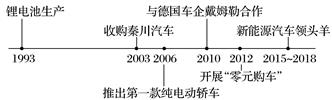 锂电池生产
与德国车企戴姆勒合作
收购秦川汽车
新能源汽车领头羊
1993
2003 2006
2010
2012
2015~2018
开展“零元购车”
推出第一款纯电动轿车